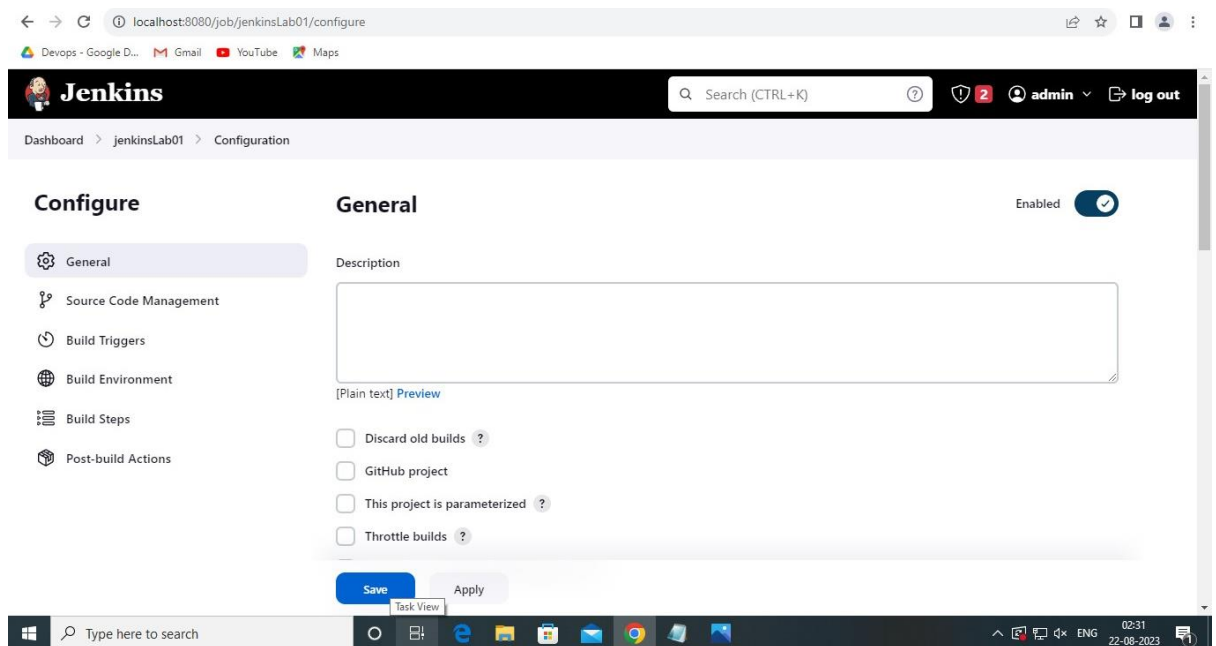 localhost:8080/job/jenkinsLab01/configure
Devops - Google D... Gmail YouTube Maps
Jenkins Search (CTRL+K) ? 2 admin log out
Dashboard > jenkinsLab01 > Configuration
Configure
General
Source Code Management
Build Triggers
Build Environment
Build Steps
Post-build Actions
General Enabled
Description
[Plain text] Preview
Discard old builds ?
GitHub project
This project is parameterized ?
Throttle builds ?
Save Apply
Task View
Type here to search ENG 02:31
22-08-2023 1